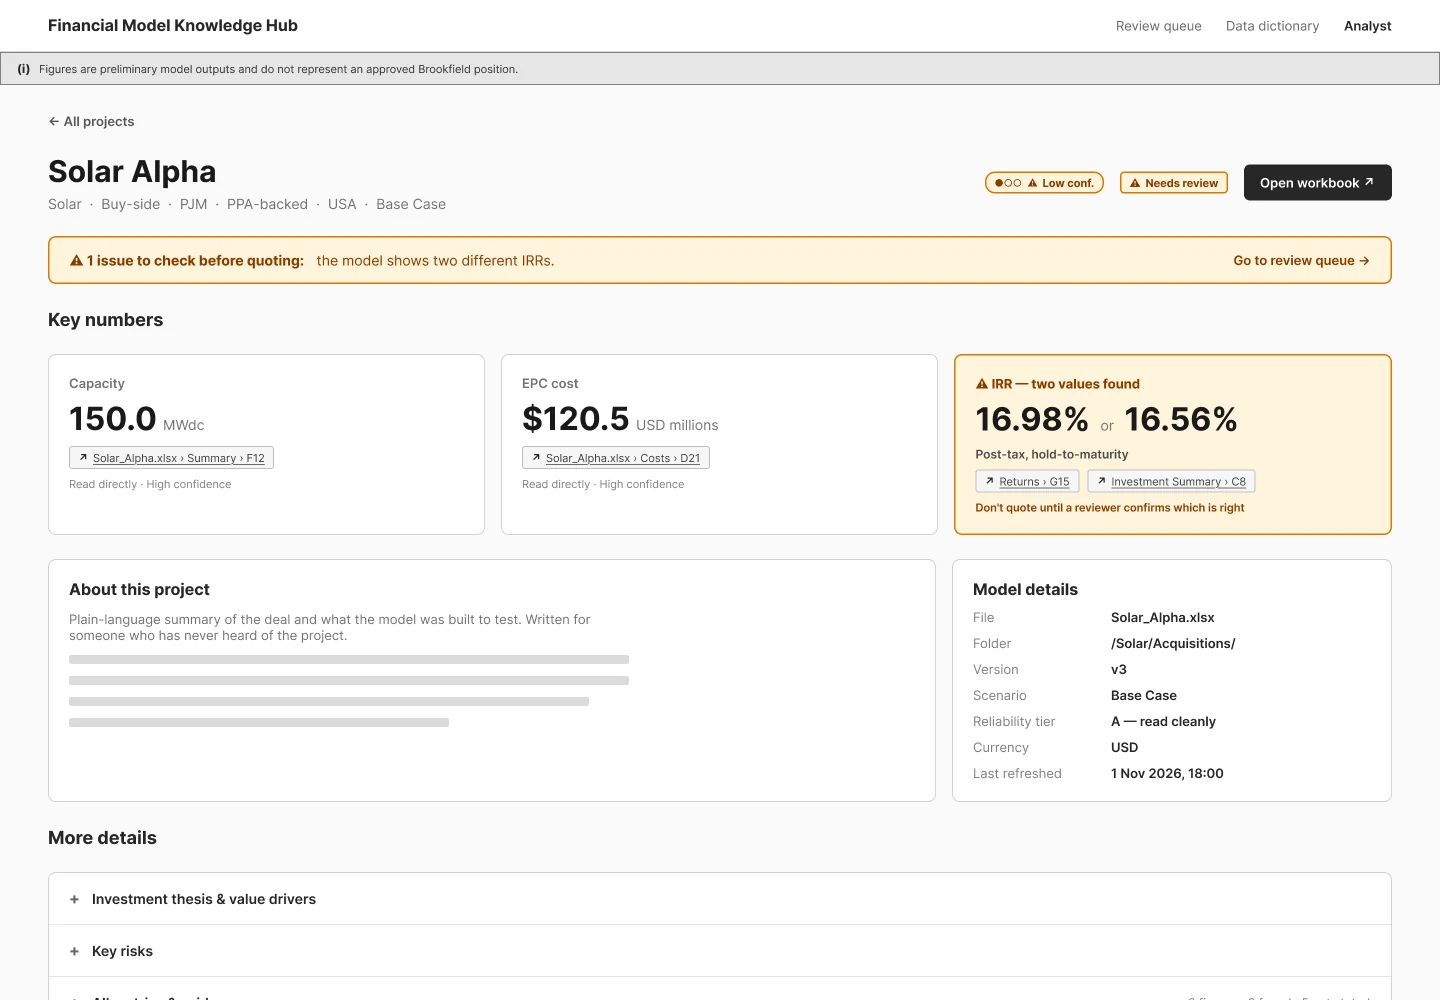 Financial Model Knowledge Hub
Review queue Data dictionary Analyst
(i) Figures are preliminary model outputs and do not represent an approved Brookfield position.
← All projects
Solar Alpha
Solar · Buy-side · PJM · PPA-backed · USA · Base Case
●○○ ⚠ Low conf.
⚠ Needs review
Open workbook ↗
⚠ 1 issue to check before quoting: the model shows two different IRRs.
Go to review queue →
Key numbers
Capacity
150.0 MWdc
↗ Solar_Alpha.xlsx › Summary › F12
Read directly · High confidence
EPC cost
$120.5 USD millions
↗ Solar_Alpha.xlsx › Costs › D21
Read directly · High confidence
⚠ IRR — two values found
16.98% or 16.56%
Post-tax, hold-to-maturity
↗ Returns › G15 ↗ Investment Summary › C8
Don't quote until a reviewer confirms which is right
About this project
Plain-language summary of the deal and what the model was built to test. Written for
someone who has never heard of the project.
Model details
File Solar_Alpha.xlsx
Folder /Solar/Acquisitions/
Version v3
Scenario Base Case
Reliability tier A — read cleanly
Currency USD
Last refreshed 1 Nov 2026, 18:00
More details
+ Investment thesis & value drivers
+ Key risks